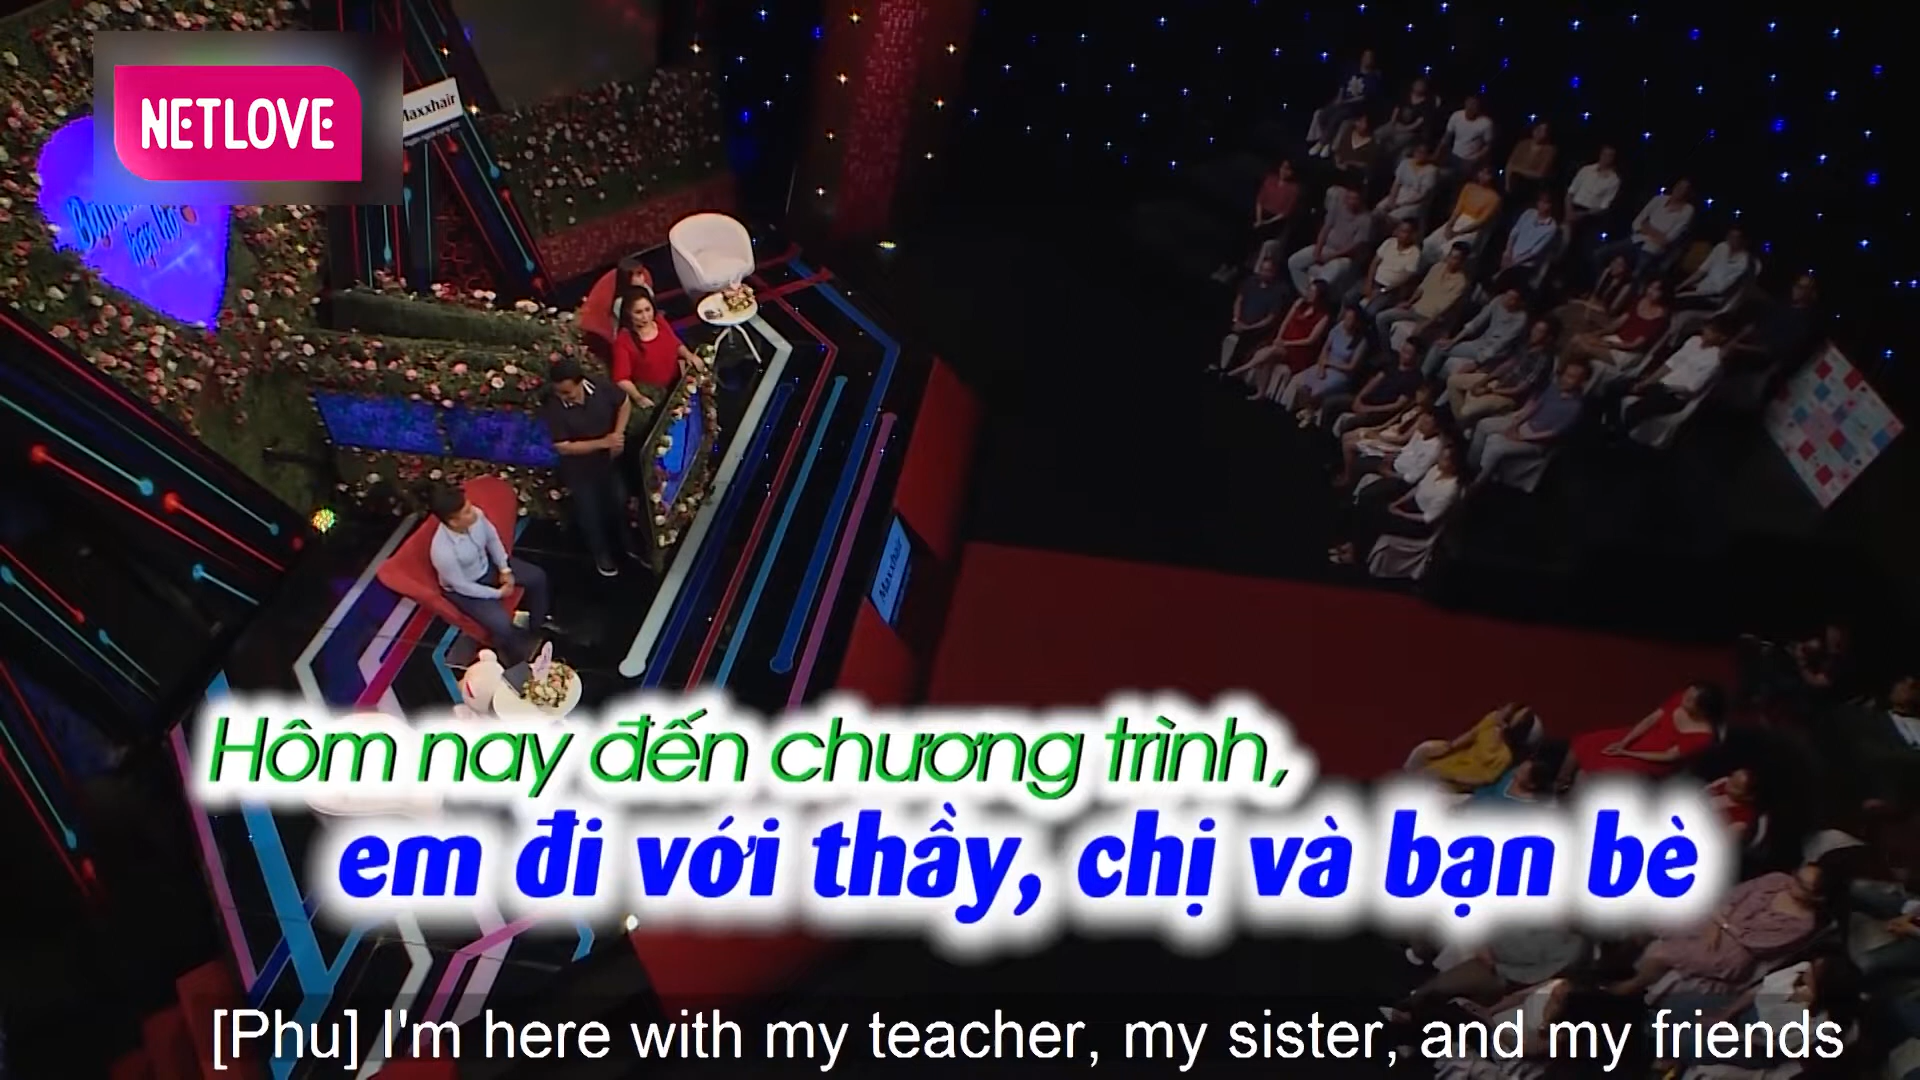 NETLOVE
Maxxhair
Maxxhair
Hôm nay đến chương trình,
em đi với thầy, chị và bạn bè
[Phu] I'm here with my teacher, my sister, and my friends